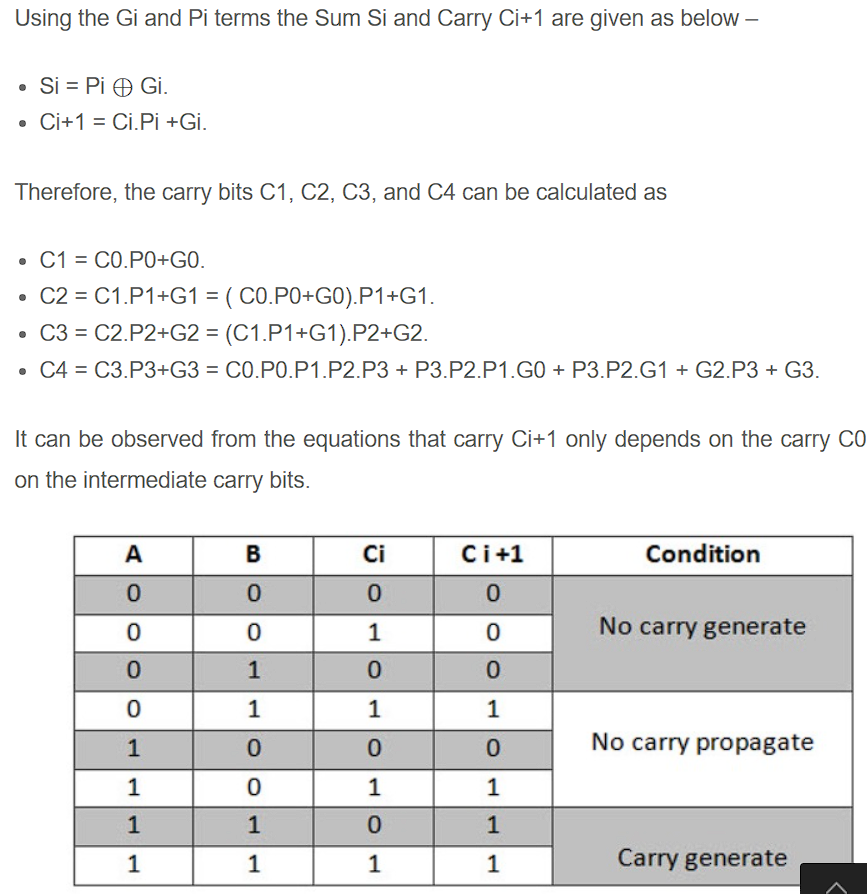 Using the Gi and Pi terms the Sum Si and Carry Ci+1 are given as below –
• Si = Pi ⨁ Gi.
• Ci+1 = Ci.Pi +Gi.
Therefore, the carry bits C1, C2, C3, and C4 can be calculated as
• C1 = C0.P0+G0.
• C2 = C1.P1+G1 = ( C0.P0+G0).P1+G1.
• C3 = C2.P2+G2 = (C1.P1+G1).P2+G2.
• C4 = C3.P3+G3 = C0.P0.P1.P2.P3 + P3.P2.P1.G0 + P3.P2.G1 + G2.P3 + G3.
It can be observed from the equations that carry Ci+1 only depends on the carry C0
on the intermediate carry bits.
A B Ci C i +1 Condition
0 0 0 0
0 0 1 0 No carry generate
0 1 0 0
0 1 1 1
1 0 0 0 No carry propagate
1 0 1 1
1 1 0 1
1 1 1 1 Carry generate